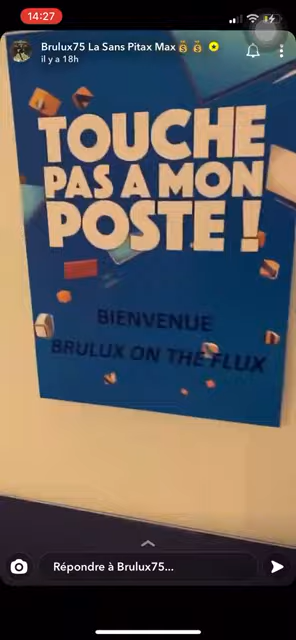 14:27
Brulux75 La Sans Pitax Max
il y a 18h
TOUCHE
PAS A MON
POSTE !
BIENVENUE
BRULUX ON THE FLUX
Répondre à Brulux75...